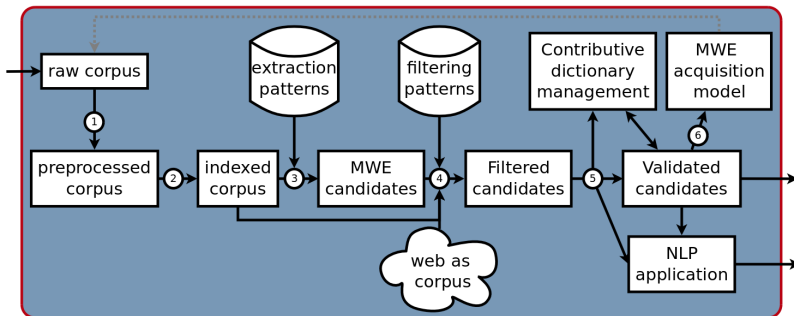 raw corpus
extraction
patterns
filtering
patterns
Contributive
dictionary
management
MWE
acquisition
model
1
6
preprocessed
corpus
2
indexed
corpus
3
MWE
candidates
4
Filtered
candidates
5
Validated
candidates
web as
corpus
NLP
application